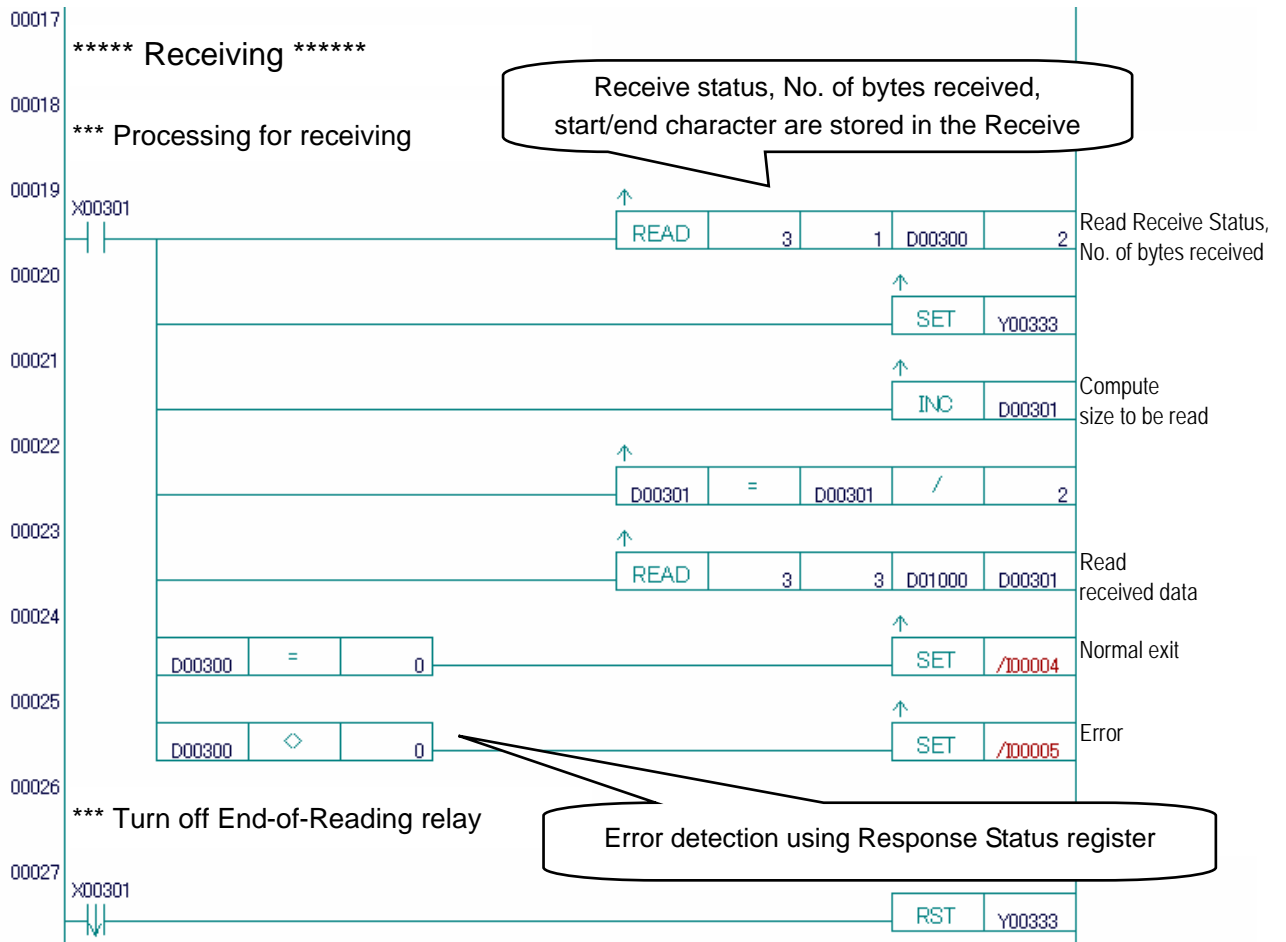 00017
***** Receiving ******
Receive status, No. of bytes received,
start/end character are stored in the Receive
00018
*** Processing for receiving
00019
X00301
READ 3 1 D00300 2
Read Receive Status,
No. of bytes received
00020
SET Y00333
00021
INC D00301
Compute
size to be read
00022
D00301 = D00301 / 2
00023
READ 3 3 D01000 D00301
Read
received data
00024
D00300 = 0 SET /I00004
Normal exit
00025
D00300 <> 0 SET /I00005
Error
00026
*** Turn off End-of-Reading relay
Error detection using Response Status register
00027
X00301
RST Y00333